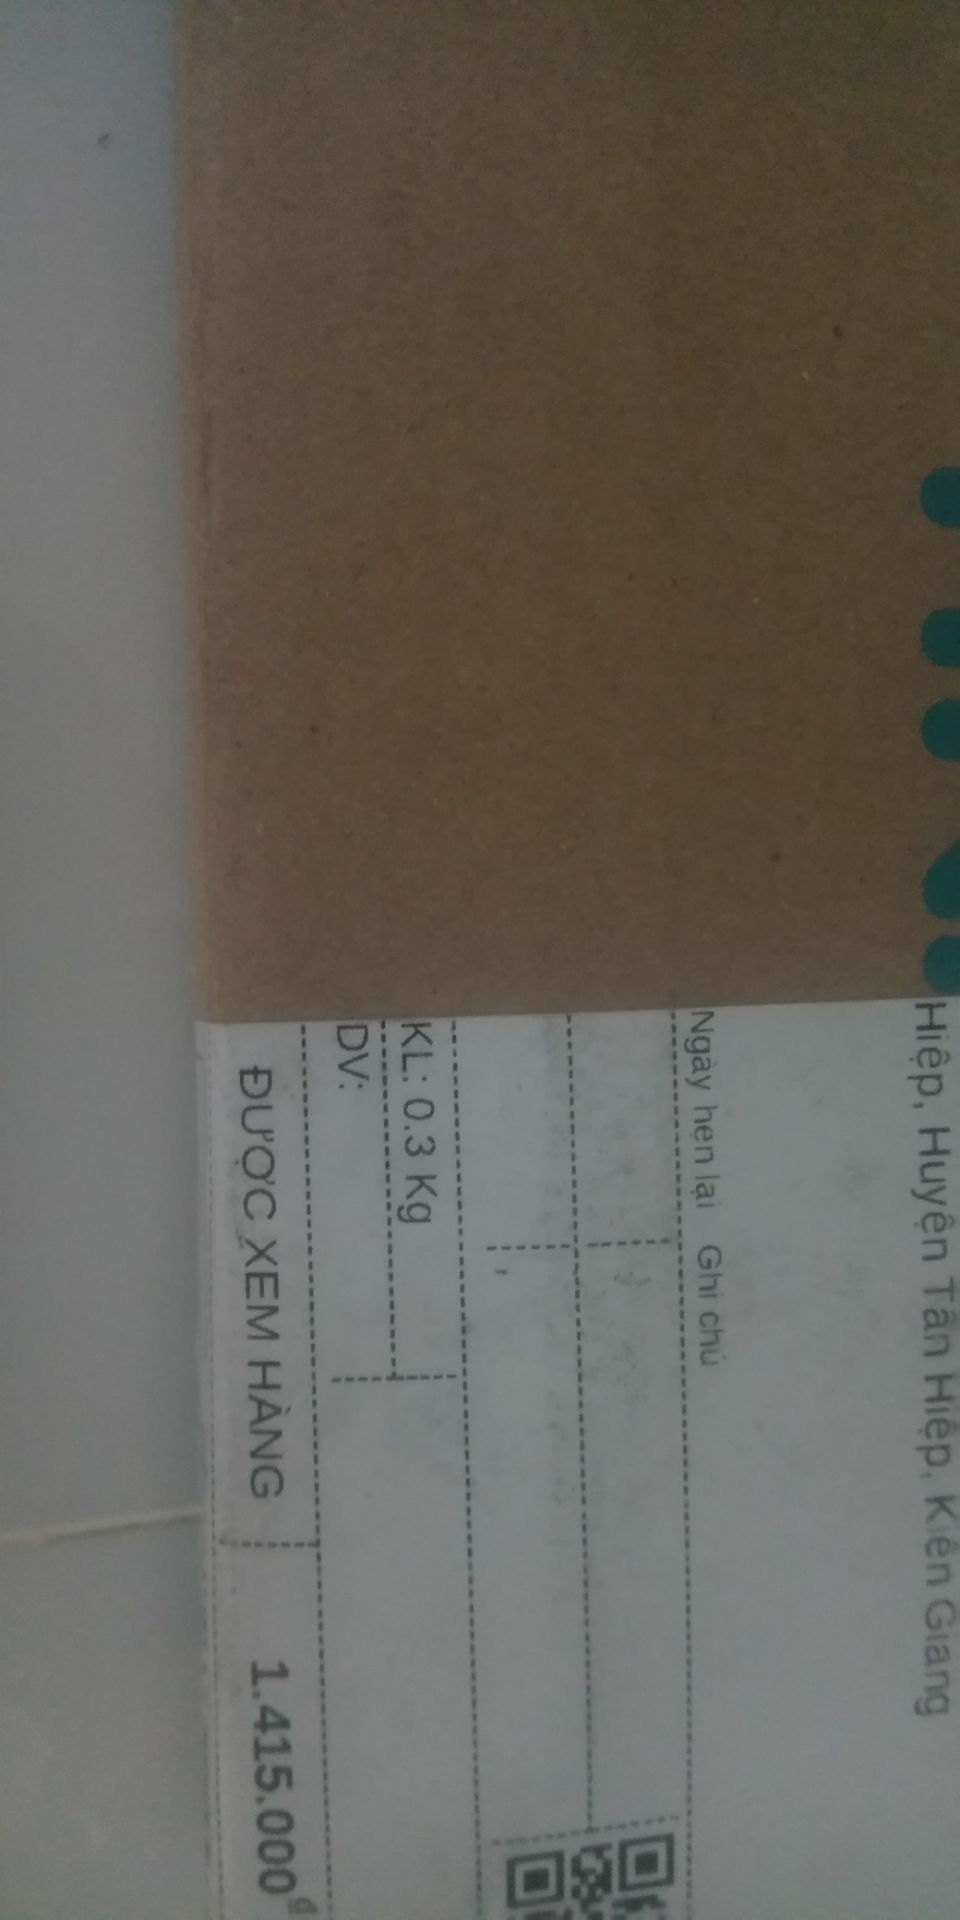 Hiệp, Huyện Tân Hiệp, Kiên Giang
Ngày hẹn lại Ghi chú
KL: 0.3 Kg
DV:
ĐƯỢC XEM HÀNG 1.415.000đ